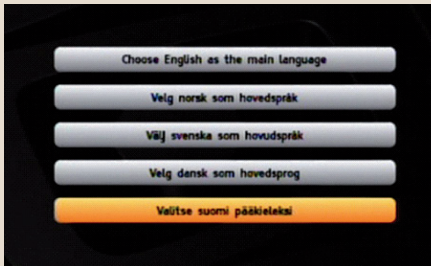 Choose English as the main language
Velg norsk som hovedspråk
Välj svenska som hovudspråk
Velg dansk som hovedsprog
Valitse suomi pääkieleksi